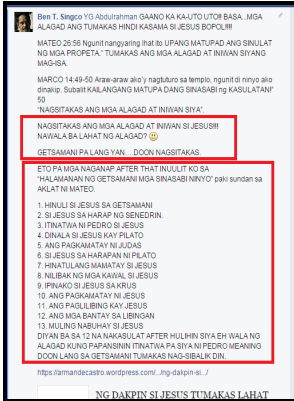 Ben T. Singco YG Abdulrahman GAANO KA KA-UTO UTO!! BASA...MGA
ALAGAD ANG TUMAKAS HINDI KASAMA SI JESUS BOPOL!!!!
MATEO 26:56 Ngunit nangyaring lhat ito UPANG MATUPAD ANG SINULAT
NG MGA PROPETA." TUMAKAS ANG MGA ALAGAD AT INIWAN SIYANG
MAG-ISA.
MARCO 14:49-50 Araw-araw ako'y nagtuturo sa templo, ngunit di ninyo ako
dinakip. Subalit KAILANGANG MATUPA DANG SINASABI NG KASULATAN!"
50
"NAGSITAKAS ANG MGA ALAGAD AT INIWAN SIYA".
NAGSITAKAS ANG MGA ALAGAD AT INIWAN SI JESUS!!!!
NAWALA BA LAHAT NG ALAGAD?
GETSAMANI PA LANG YAN.....DOON NAGSITAKAS.
ETO PA MGA NAGANAP AFTER THAT INUULIT KO SA
"HALAMANAN NG GETSAMANI MGA SINASABI NINYO" paki sundan sa
AKLAT NI MATEO.
1. HINULI SI JESUS SA GETSAMANI
2. SI JESUS SA HARAP NG SENEDRIN.
3. ITINATWA NI PEDRO SI JESUS
4. DINALA SI JESUS KAY PILATO
5. ANG PAGKAMATAY NI JUDAS
6. SI JESUS SA HARAPAN NI PILATO
7. HINATULANG MAMATAY SI JESUS
8. NILIBAK NG MGA KAWAL SI JESUS
9. IPINAKO SI JESUS SA KRUS
10. ANG PAGKAMATAY NI JESUS
11. ANG PAGLILIBING KAY JESUS
12. ANG MGA BANTAY SA LIBINGAN
13. MULING NABUHAY SI JESUS
DIYAN BA SA 12 NA NAKASULAT AFTER HULIHIN SIYA EH WALA NG
ALAGAD KUNG PAPANSININ ITINATWA PA SIYA NI PEDRO MEANING
DOON LANG SA GETSAMANI TUMAKAS NAG-SIBALIK DIN.
https://armandecastro.wordpress.com/.../ng-dakpin-si.../
NG DAKPIN SI JESUS TUMAKAS LAHAT